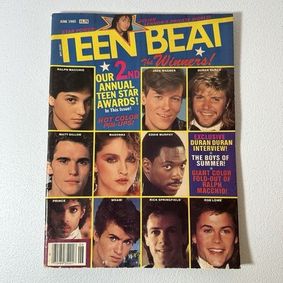 JUNE 1985
$1.75
TEEN BEAT
The Winners!
RALPH MACCHIO
OUR 2ND
ANNUAL
TEEN STAR
AWARDS!
In This Issue!
HOT COLOR
PIN-UPS!
JACK WAGNER
DURAN DURAN
MATT DILLON
MADONNA
EDDIE MURPHY
EXCLUSIVE
DURAN DURAN
INTERVIEW!
THE BOYS OF
SUMMER!
GIANT COLOR
FOLD-OUT OF
RALPH
MACCHIO!
PRINCE
WHAM!
RICK SPRINGFIELD
ROB LOWE